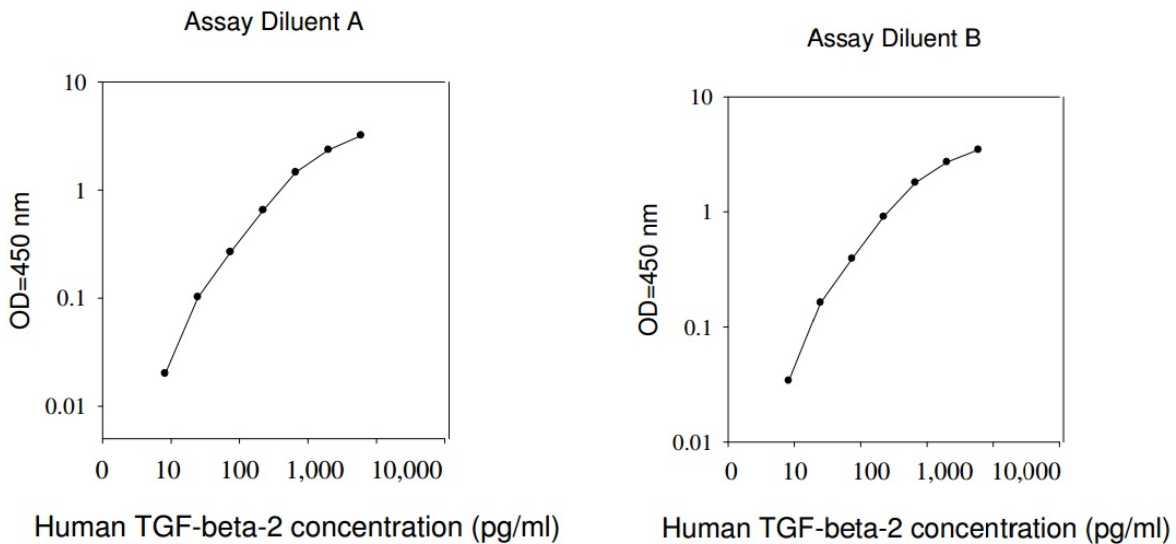 Assay Diluent A
10
1
0.1
0.01
OD=450 nm
0 10 100 1,000 10,000
Human TGF-beta-2 concentration (pg/ml)
Assay Diluent B
10
1
0.1
0.01
OD=450 nm
0 10 100 1,000 10,000
Human TGF-beta-2 concentration (pg/ml)